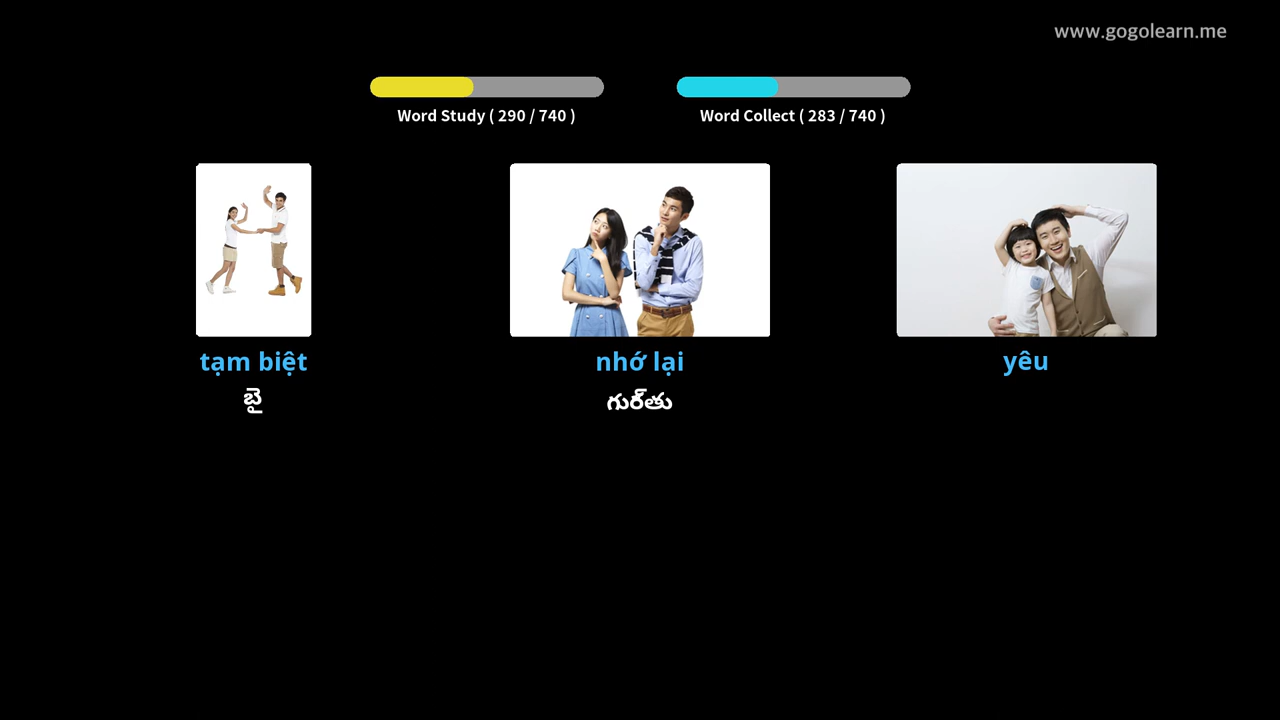 www.gogolearn.me
Word Study ( 290 / 740 )
Word Collect ( 283 / 740 )
tạm biệt
nhớ lại
yêu
బై
గుర్తు